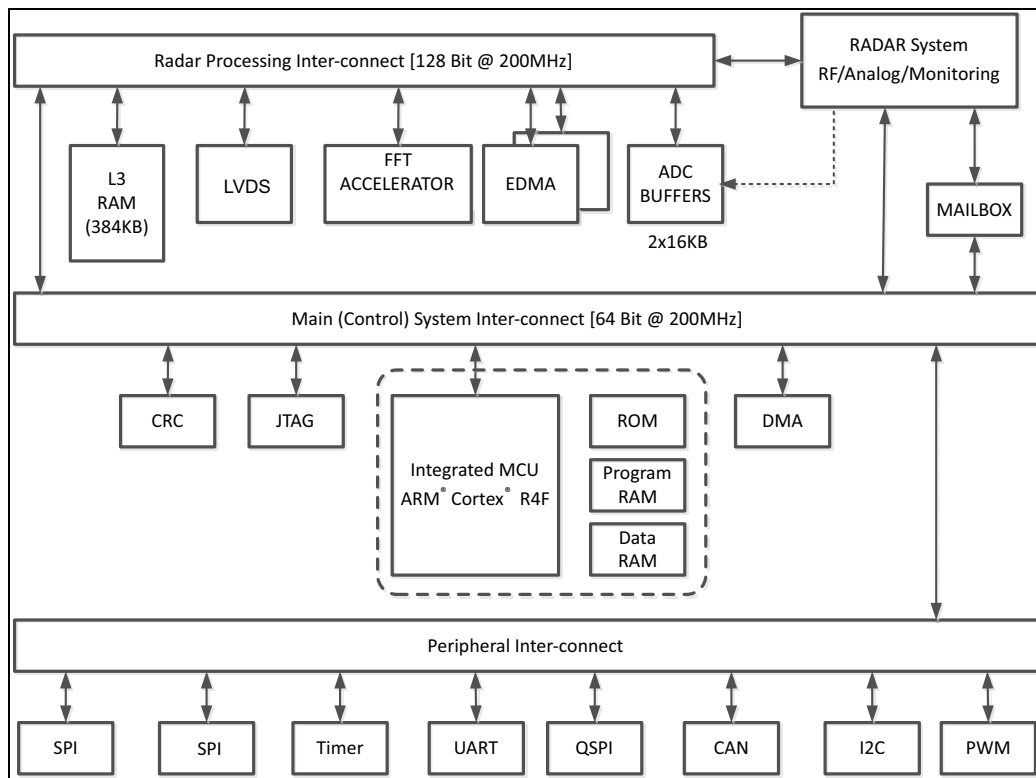 Radar Processing Inter-connect [128 Bit @ 200MHz]
RADAR System
RF/Analog/Monitoring
L3
RAM
(384KB)
LVDS
FFT
ACCELERATOR
EDMA
ADC
BUFFERS
2x16KB
MAILBOX
Main (Control) System Inter-connect [64 Bit @ 200MHz]
CRC
JTAG
Integrated MCU
ARM® Cortex® R4F
ROM
Program
RAM
Data
RAM
DMA
Peripheral Inter-connect
SPI
SPI
Timer
UART
QSPI
CAN
I2C
PWM